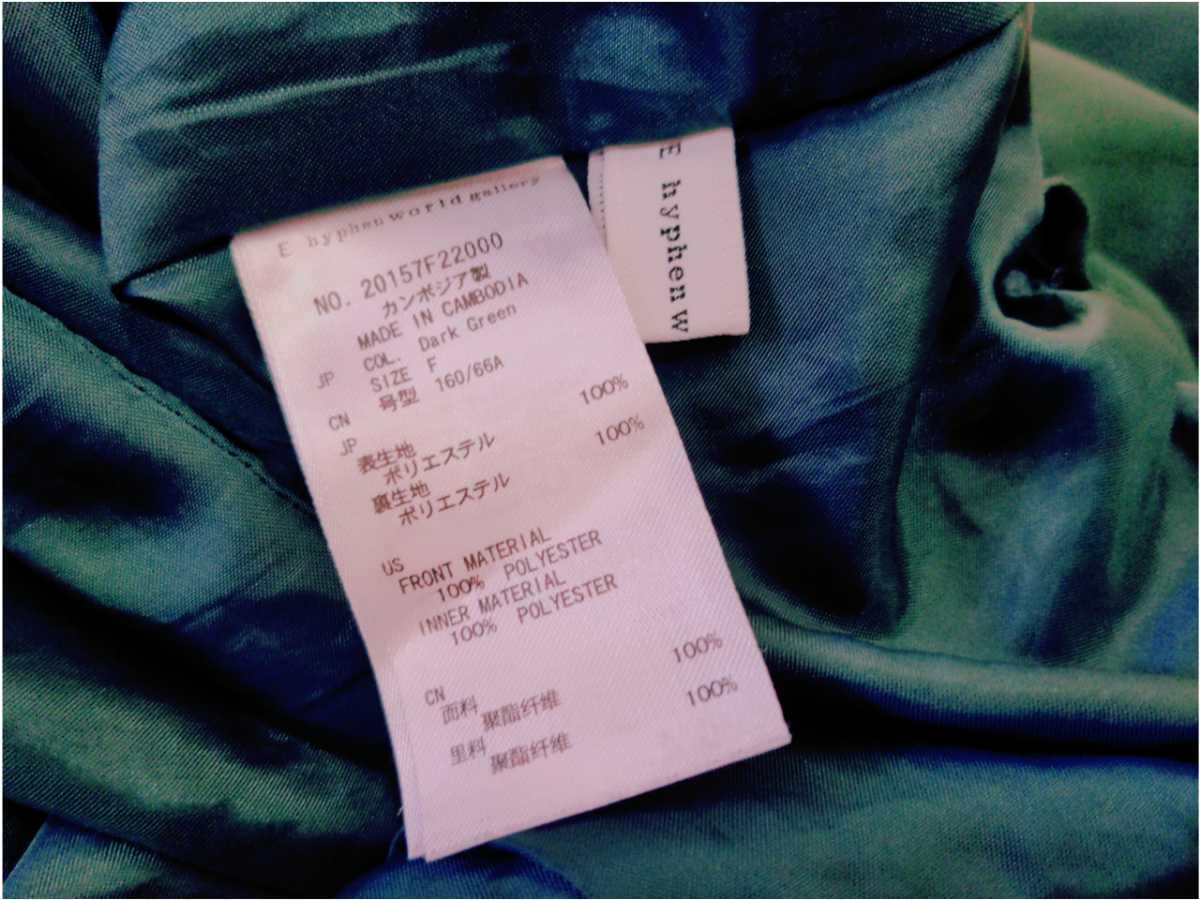 E hyphen world gallery
NO. 20157F22000
カンボジア製
MADE IN CAMBODIA
COL. Dark Green
JP SIZE F
CN 号型 160/66A
JP
表生地
ポリエステル 100%
裏生地
ポリエステル 100%
US
FRONT MATERIAL
100% POLYESTER
INNER MATERIAL
100% POLYESTER
CN
面料
聚酯纤维 100%
里料
聚酯纤维 100%
E hyphen w